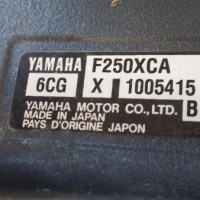 YAMAHA F250XCA
6CG X 1005415
YAMAHA MOTOR CO.,LTD. B
MADE IN JAPAN
PAYS D'ORIGINE JAPON